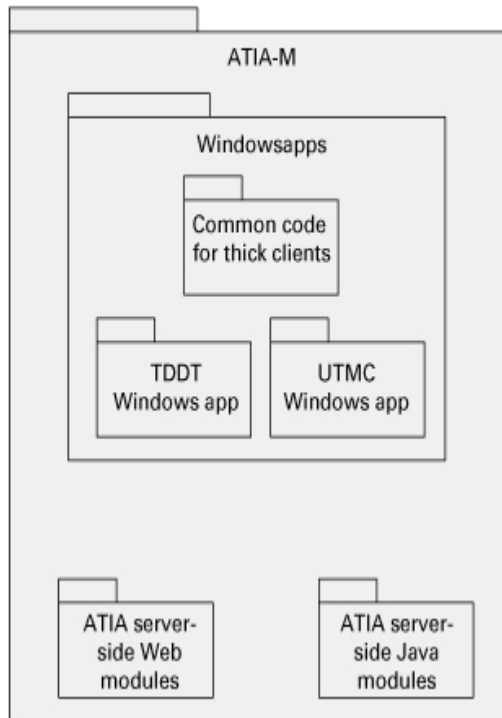 ATIA-M
Windowsapps
Common code
for thick clients
TDDT
Windows app
UTMC
Windows app
ATIA server-
side Web
modules
ATIA server-
side Java
modules